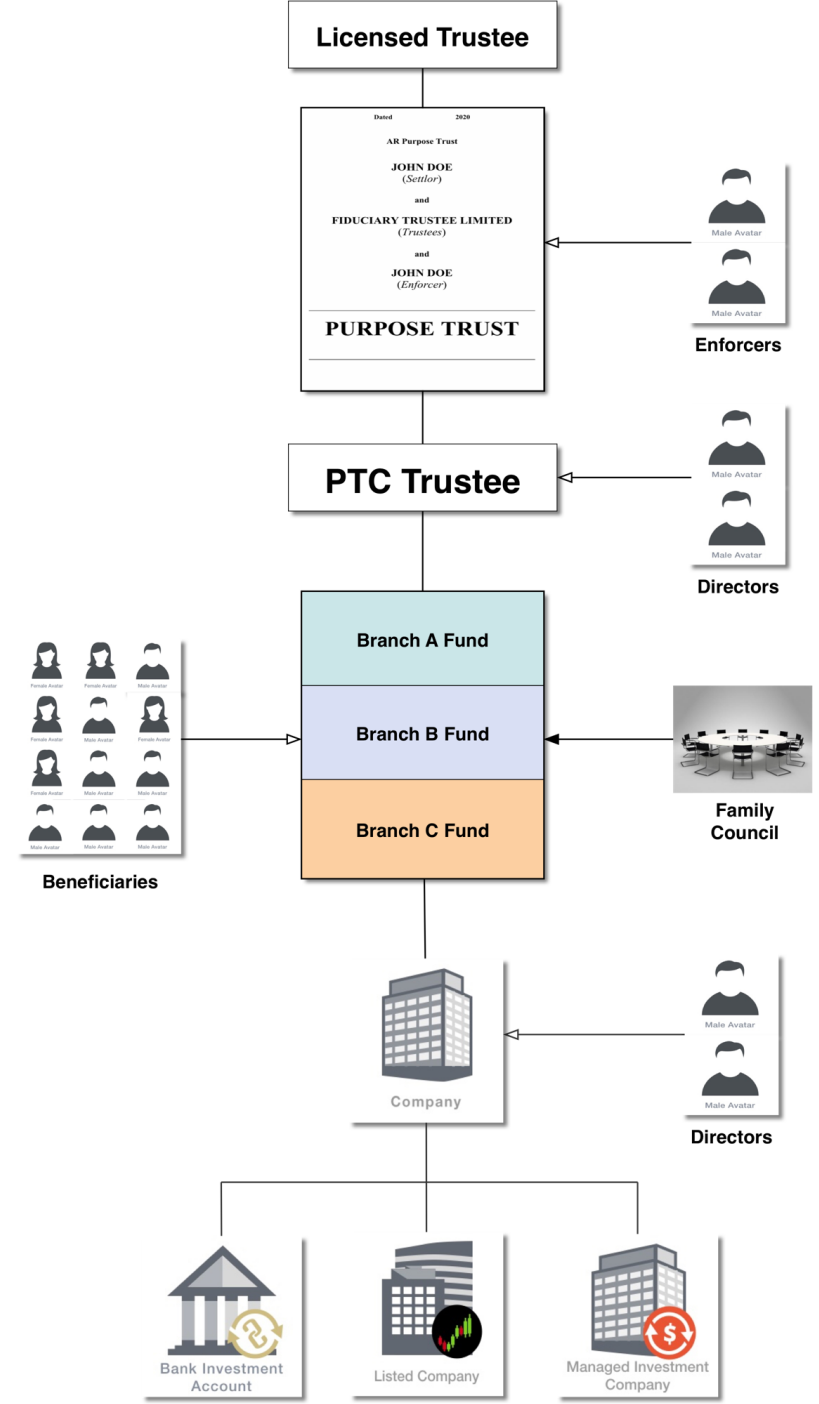 Licensed Trustee
Dated 2020
AR Purpose Trust
JOHN DOE
(Settlor)
and
FIDUCIARY TRUSTEE LIMITED
(Trustees)
and
JOHN DOE
(Enforcer)
PURPOSE TRUST
Male Avatar
Male Avatar
Enforcers
PTC Trustee
Male Avatar
Male Avatar
Directors
Branch A Fund
Branch B Fund
Branch C Fund
Female Avatar Female Avatar Male Avatar
Female Avatar Male Avatar Female Avatar
Female Avatar Male Avatar Male Avatar
Male Avatar Male Avatar Male Avatar
Beneficiaries
Family
Council
Company
Male Avatar
Male Avatar
Directors
Bank Investment
Account
Listed Company
Managed Investment
Company
$